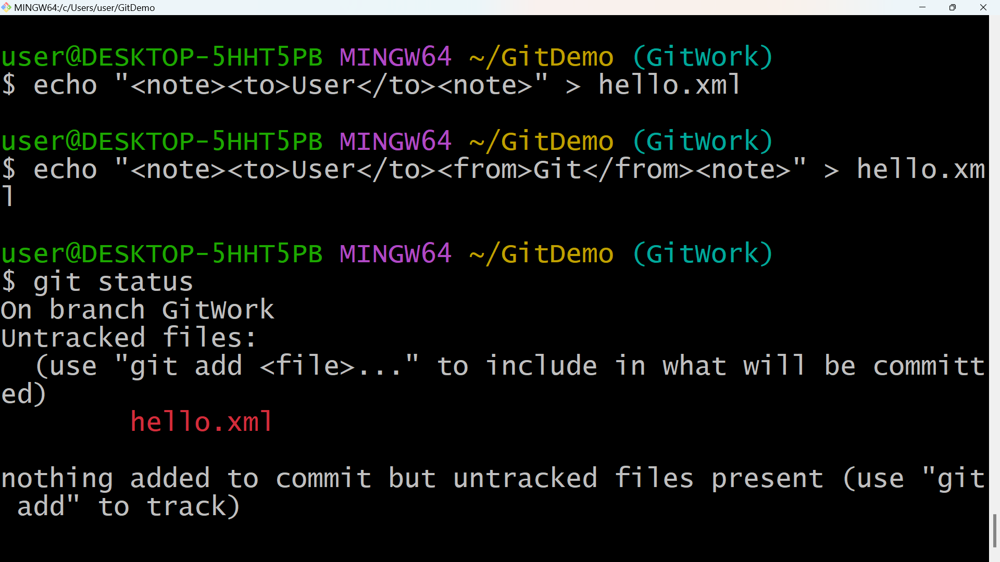 MINGW64:/c/Users/user/GitDemo
user@DESKTOP-5HHT5PB MINGW64 ~/GitDemo (GitWork)
$ echo "<note><to>User</to><note>" > hello.xml
user@DESKTOP-5HHT5PB MINGW64 ~/GitDemo (GitWork)
$ echo "<note><to>User</to><from>Git</from><note>" > hello.xm
l
user@DESKTOP-5HHT5PB MINGW64 ~/GitDemo (GitWork)
$ git status
On branch GitWork
Untracked files:
  (use "git add <file>..." to include in what will be committ
ed)
        hello.xml
nothing added to commit but untracked files present (use "git
 add" to track)